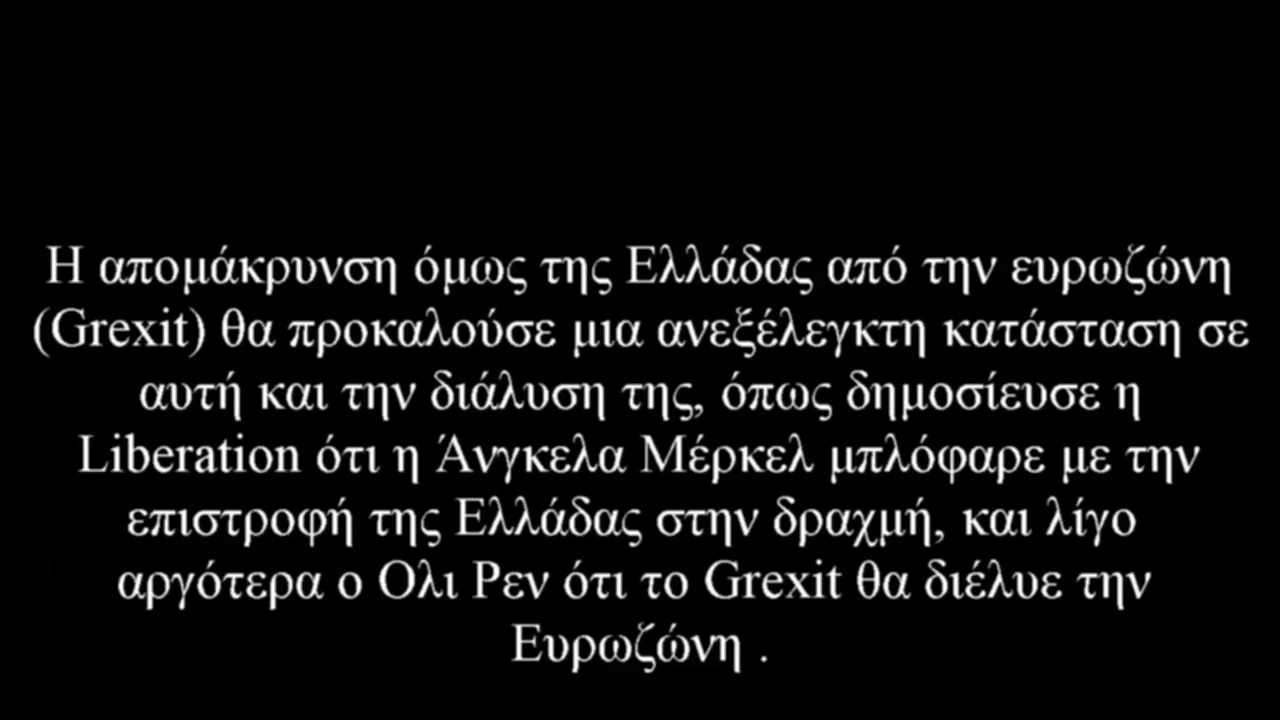 Η απομάκρυνση όμως της Ελλάδας από την ευρωζώνη
(Grexit) θα προκαλούσε μια ανεξέλεγκτη κατάσταση σε
αυτή και την διάλυση της, όπως δημοσίευσε η
Liberation ότι η Άνγκελα Μέρκελ μπλόφαρε με την
επιστροφή της Ελλάδας στην δραχμή, και λίγο
αργότερα ο Ολι Ρεν ότι το Grexit θα διέλυε την
Ευρωζώνη .